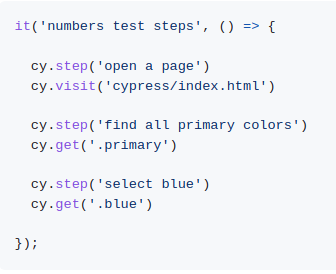 it('numbers test steps', () => {
cy.step('open a page')
cy.visit('cypress/index.html')
cy.step('find all primary colors')
cy.get('.primary')
cy.step('select blue')
cy.get('.blue')
});